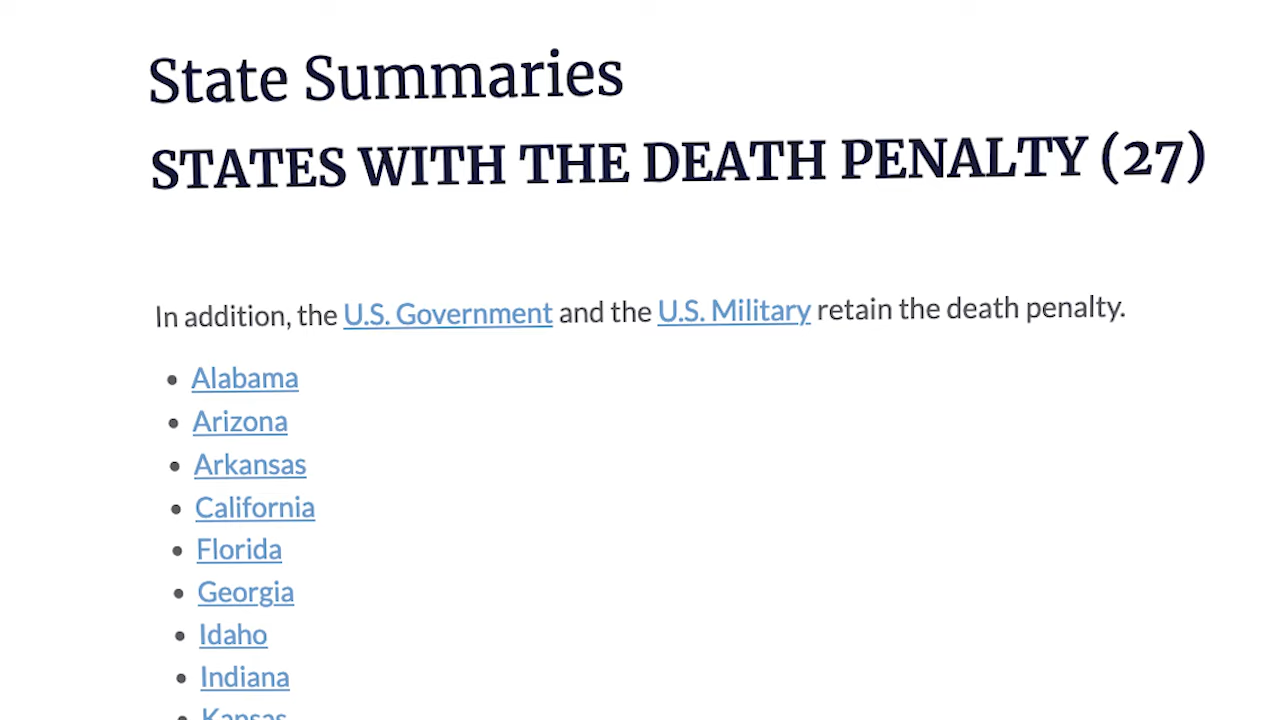 State Summaries
STATES WITH THE DEATH PENALTY (27)
In addition, the U.S. Government and the U.S. Military retain the death penalty.
• Alabama
• Arizona
• Arkansas
• California
• Florida
• Georgia
• Idaho
• Indiana
• Kansas